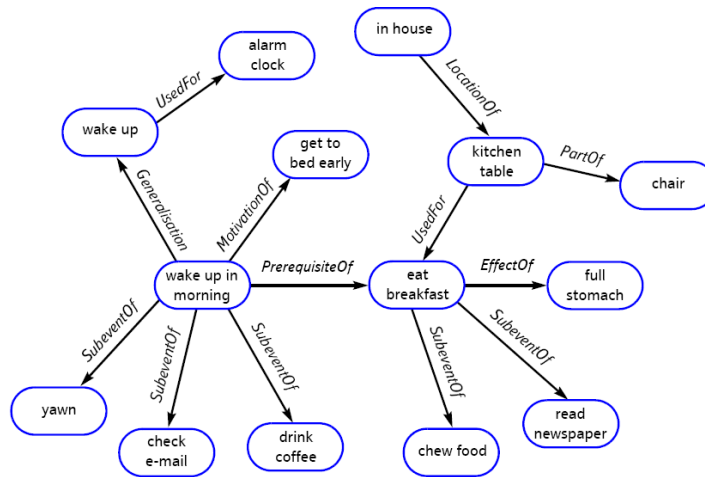 in house
alarm
clock
UsedFor
LocationOf
wake up
get to
bed early
kitchen
table
PartOf
chair
Generalisation
MotivationOf
UsedFor
wake up in
morning
PrerequisiteOf
eat
breakfast
EffectOf
full
stomach
SubeventOf
SubeventOf
SubeventOf
SubeventOf
SubeventOf
yawn
check
e-mail
drink
coffee
chew food
read
newspaper